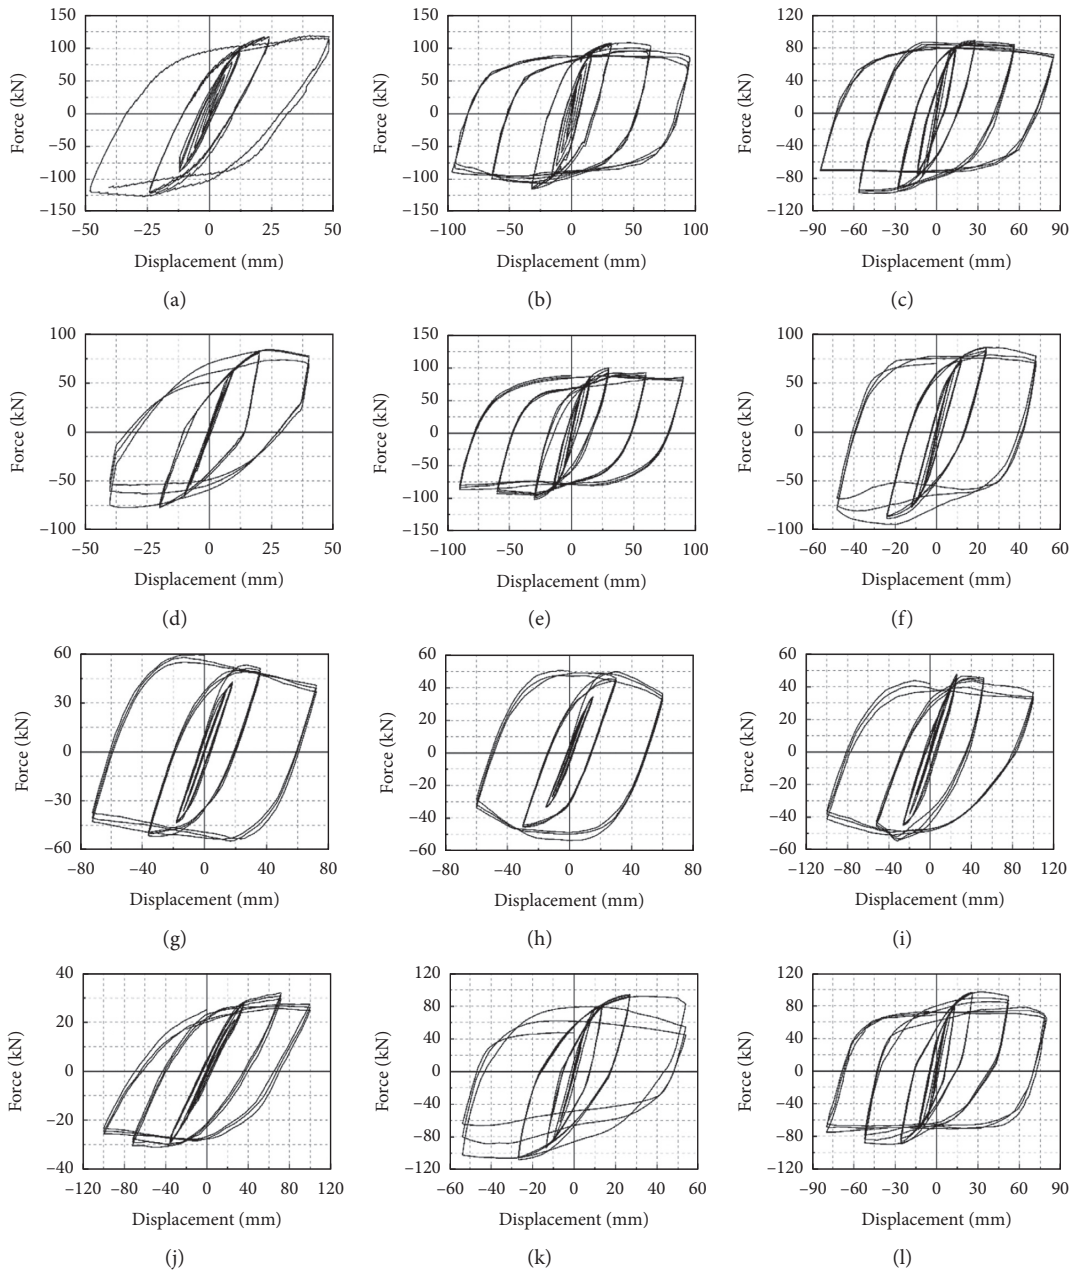 150
100
50
0
−50
−100
−150
Force (kN)
−50 −25 0 25 50
Displacement (mm)
(a)
150
100
50
0
−50
−100
−150
Force (kN)
−100 −50 0 50 100
Displacement (mm)
(b)
120
80
40
0
−40
−80
−120
Force (kN)
−90 −60 −30 0 30 60 90
Displacement (mm)
(c)
100
50
0
−50
−100
Force (kN)
−50 −25 0 25 50
Displacement (mm)
(d)
150
100
50
0
−50
−100
−150
Force (kN)
−100 −50 0 50 100
Displacement (mm)
(e)
100
50
0
−50
−100
Force (kN)
−60 −40 −20 0 20 40 60
Displacement (mm)
(f)
60
30
0
−30
−60
Force (kN)
−80 −40 0 40 80
Displacement (mm)
(g)
60
40
20
0
−20
−40
−60
Force (kN)
−80 −40 0 40 80
Displacement (mm)
(h)
60
40
20
0
−20
−40
−60
Force (kN)
−120 −80 −40 0 40 80 120
Displacement (mm)
(i)
40
20
0
−20
−40
Force (kN)
−120 −80 −40 0 40 80 120
Displacement (mm)
(j)
120
80
40
0
−40
−80
−120
Force (kN)
−60 −40 −20 0 20 40 60
Displacement (mm)
(k)
120
80
40
0
−40
−80
−120
Force (kN)
−90 −60 −30 0 30 60 90
Displacement (mm)
(l)